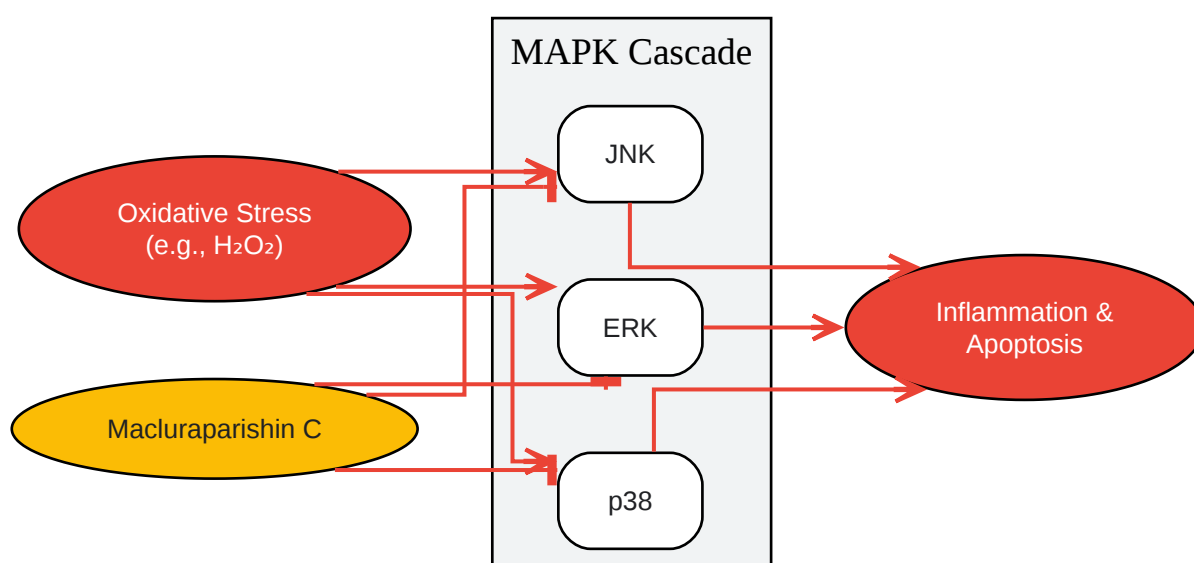 MAPK Cascade
JNK
Oxidative Stress
(e.g., H₂O₂)
ERK
Inflammation &
Apoptosis
Macluraparishin C
p38